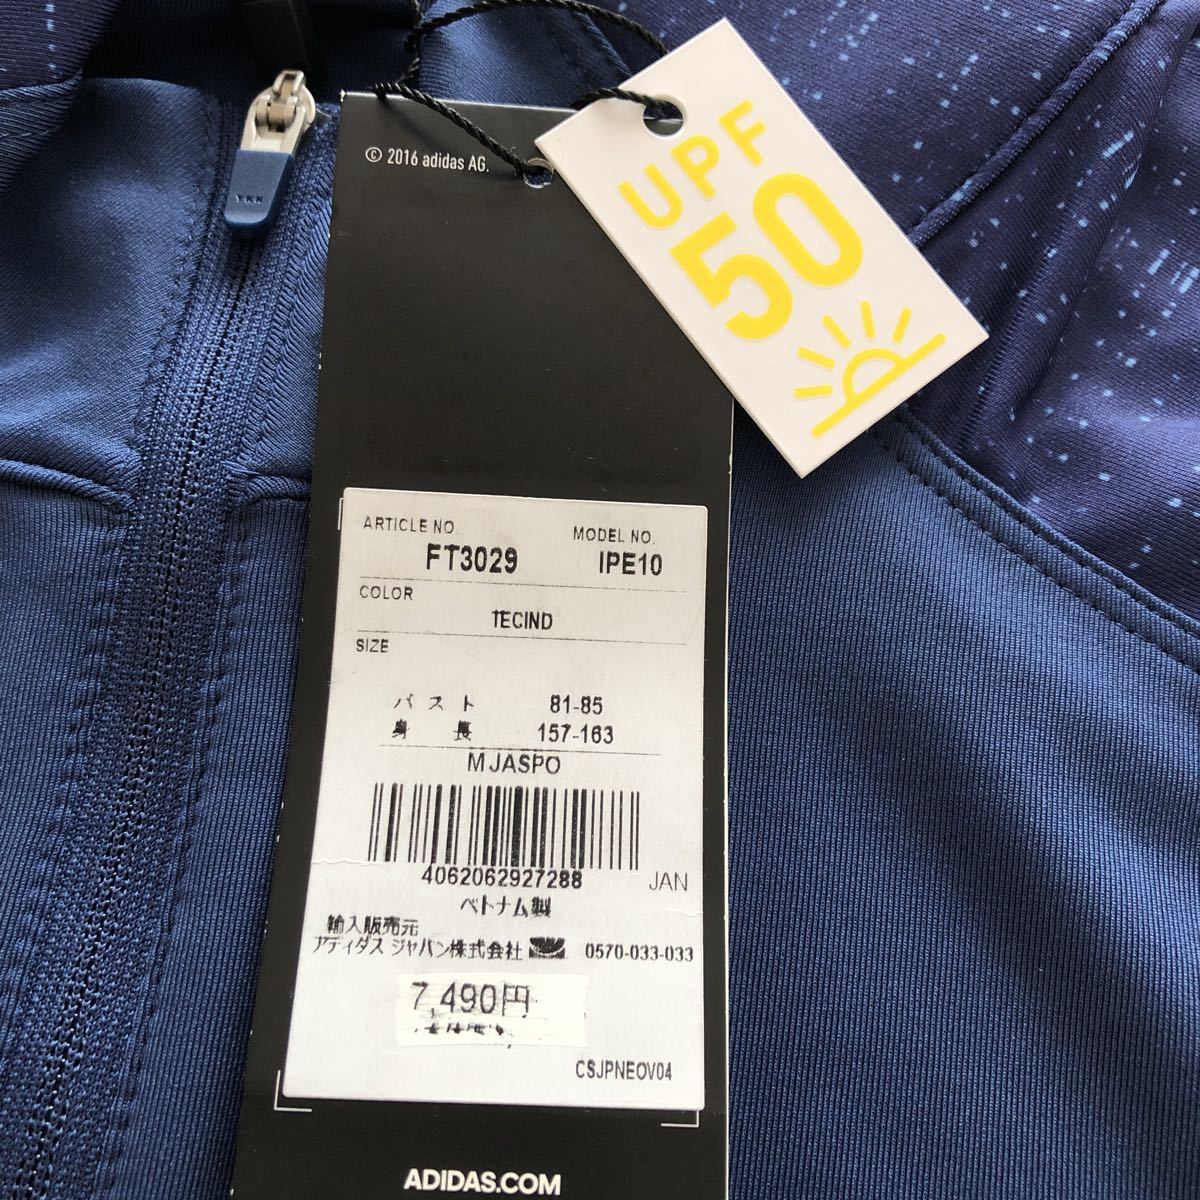 YKK
© 2016 adidas AG.
UPF
50
ARTICLE NO.
FT3029
MODEL NO.
IPE10
COLOR
TECIND
SIZE
バスト 81-85
身長 157-163
M JASPO
4062062927288
JAN
ベトナム製
輸入販売元
アディダス ジャパン株式会社
0570-033-033
7,490円
CSJPNEOV04
ADIDAS.COM